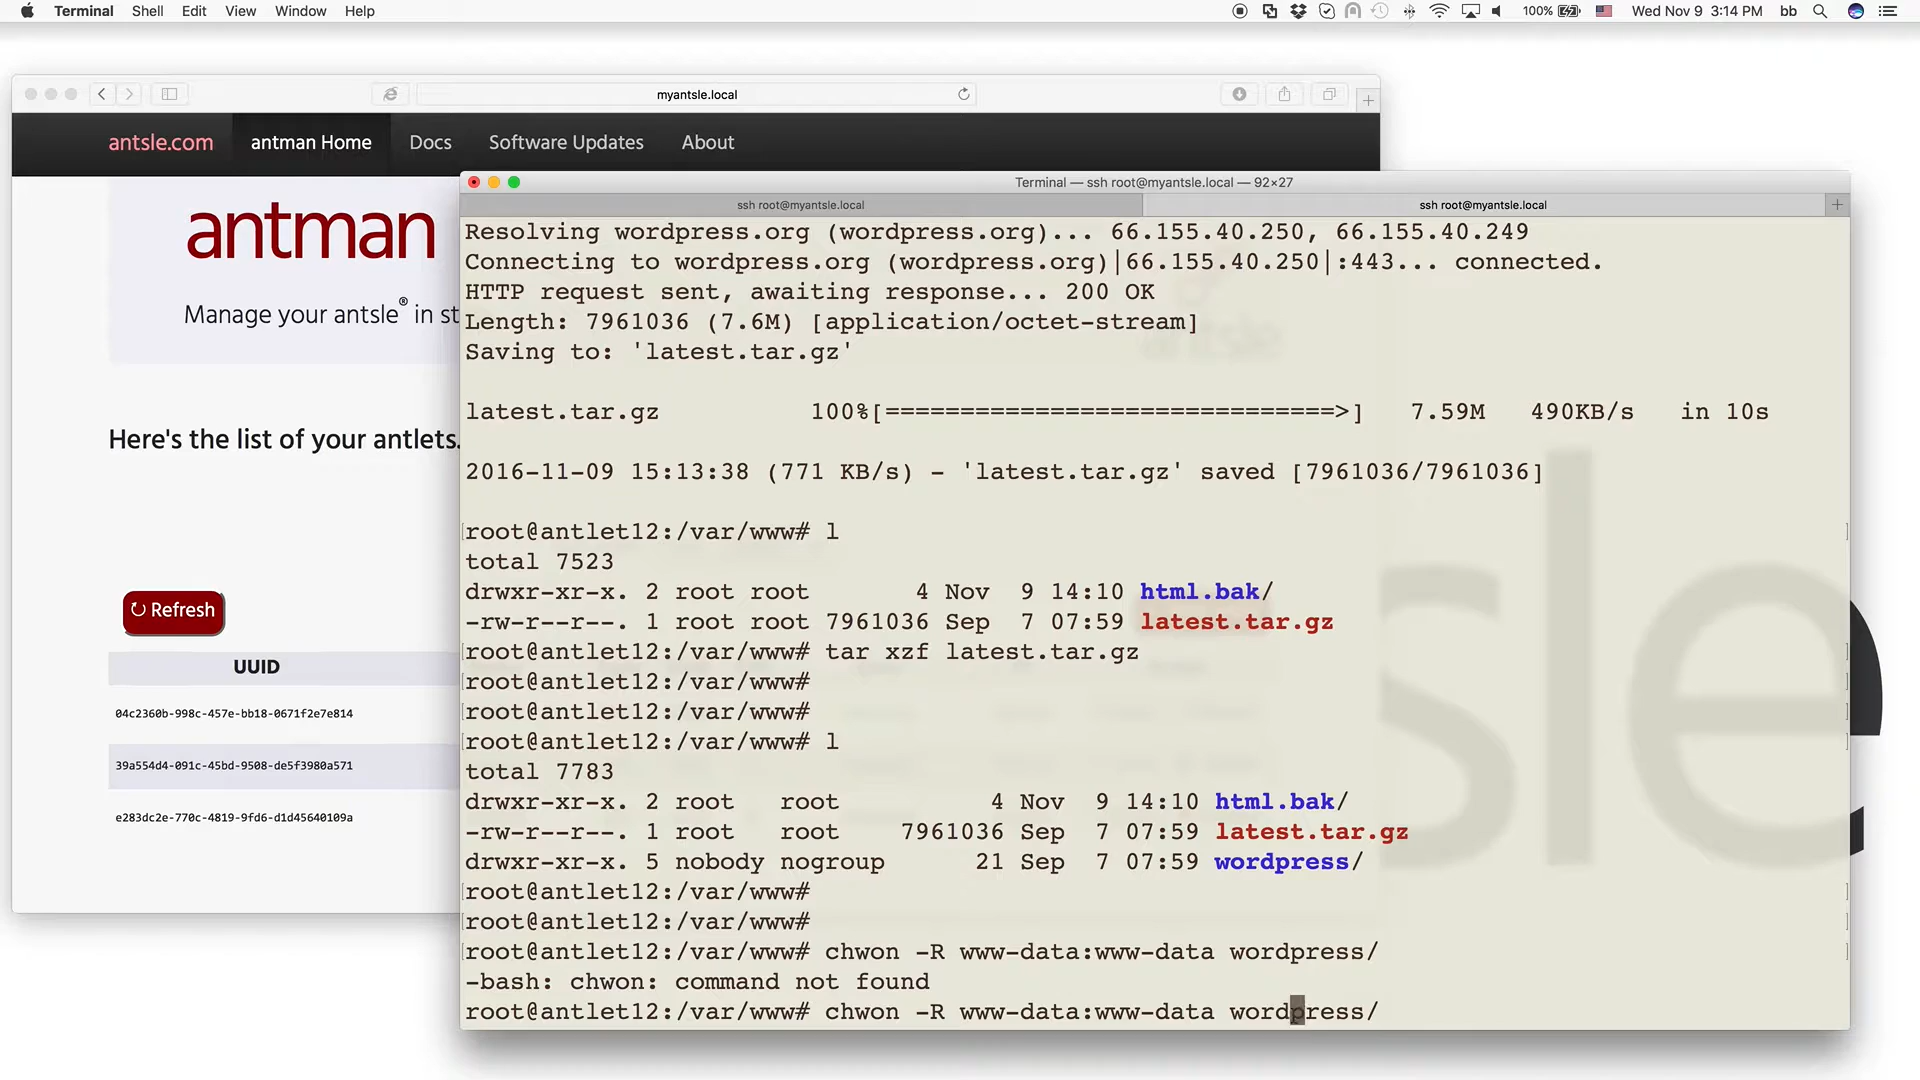 Terminal Shell Edit View Window Help
100% Wed Nov 9 3:14 PM bb
myantsle.local
antsle.com antman Home Docs Software Updates About
antman
Manage your antsle® in st
Here's the list of your antlets.
Refresh
UUID
04c2360b-998c-457e-bb18-0671f2e7e814
39a554d4-091c-45bd-9508-de5f3980a571
e283dc2e-770c-4819-9fd6-d1d45640109a
Terminal — ssh root@myantsle.local — 92×27
ssh root@myantsle.local ssh root@myantsle.local
Resolving wordpress.org (wordpress.org)... 66.155.40.250, 66.155.40.249
Connecting to wordpress.org (wordpress.org)|66.155.40.250|:443... connected.
HTTP request sent, awaiting response... 200 OK
Length: 7961036 (7.6M) [application/octet-stream]
Saving to: 'latest.tar.gz'
latest.tar.gz 100%[==============================>] 7.59M 490KB/s in 10s
2016-11-09 15:13:38 (771 KB/s) - 'latest.tar.gz' saved [7961036/7961036]
root@antlet12:/var/www# l
total 7523
drwxr-xr-x. 2 root root 4 Nov 9 14:10 html.bak/
-rw-r--r--. 1 root root 7961036 Sep 7 07:59 latest.tar.gz
root@antlet12:/var/www# tar xzf latest.tar.gz
root@antlet12:/var/www#
root@antlet12:/var/www#
root@antlet12:/var/www# l
total 7783
drwxr-xr-x. 2 root root 4 Nov 9 14:10 html.bak/
-rw-r--r--. 1 root root 7961036 Sep 7 07:59 latest.tar.gz
drwxr-xr-x. 5 nobody nogroup 21 Sep 7 07:59 wordpress/
root@antlet12:/var/www#
root@antlet12:/var/www#
root@antlet12:/var/www# chwon -R www-data:www-data wordpress/
-bash: chwon: command not found
root@antlet12:/var/www# chwon -R www-data:www-data wordpress/
sle